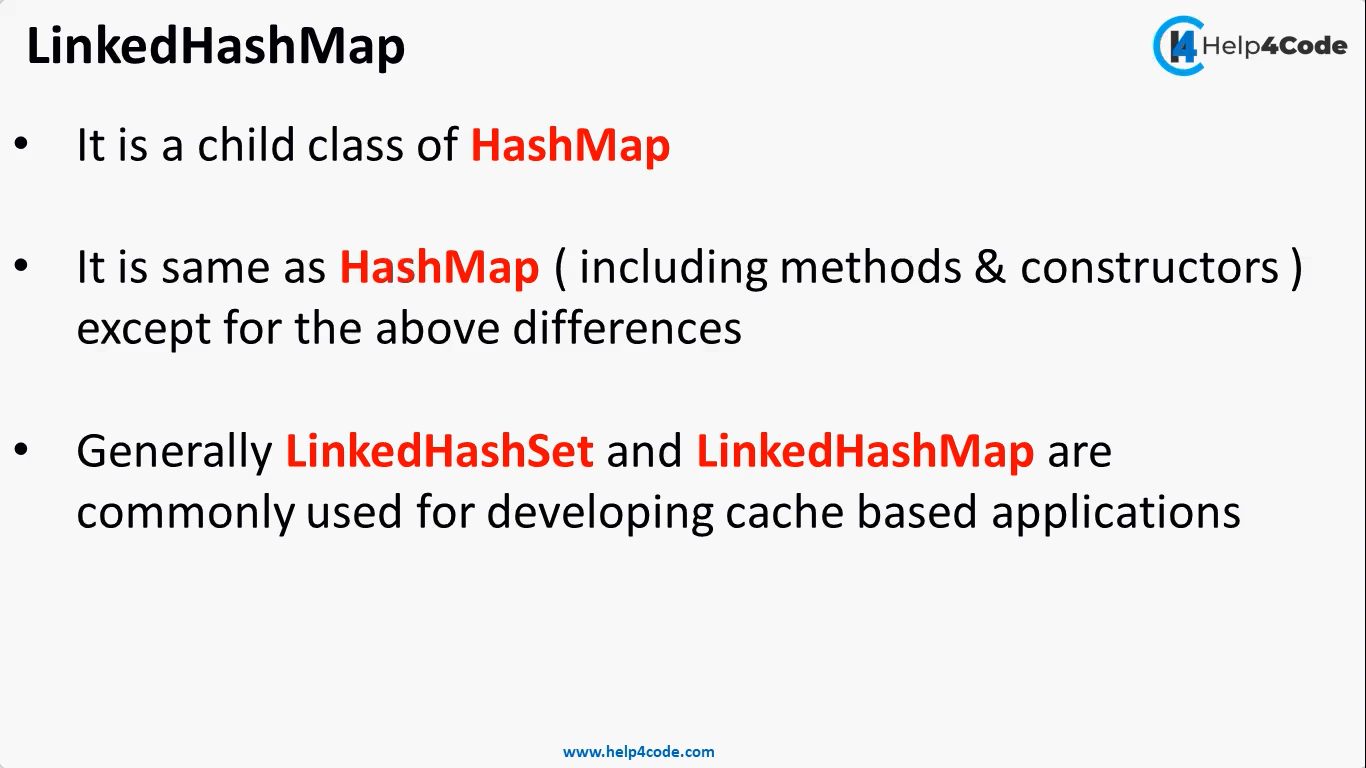 LinkedHashMap
Help4Code
• It is a child class of HashMap
• It is same as HashMap ( including methods & constructors )
except for the above differences
• Generally LinkedHashSet and LinkedHashMap are
commonly used for developing cache based applications
www.help4code.com